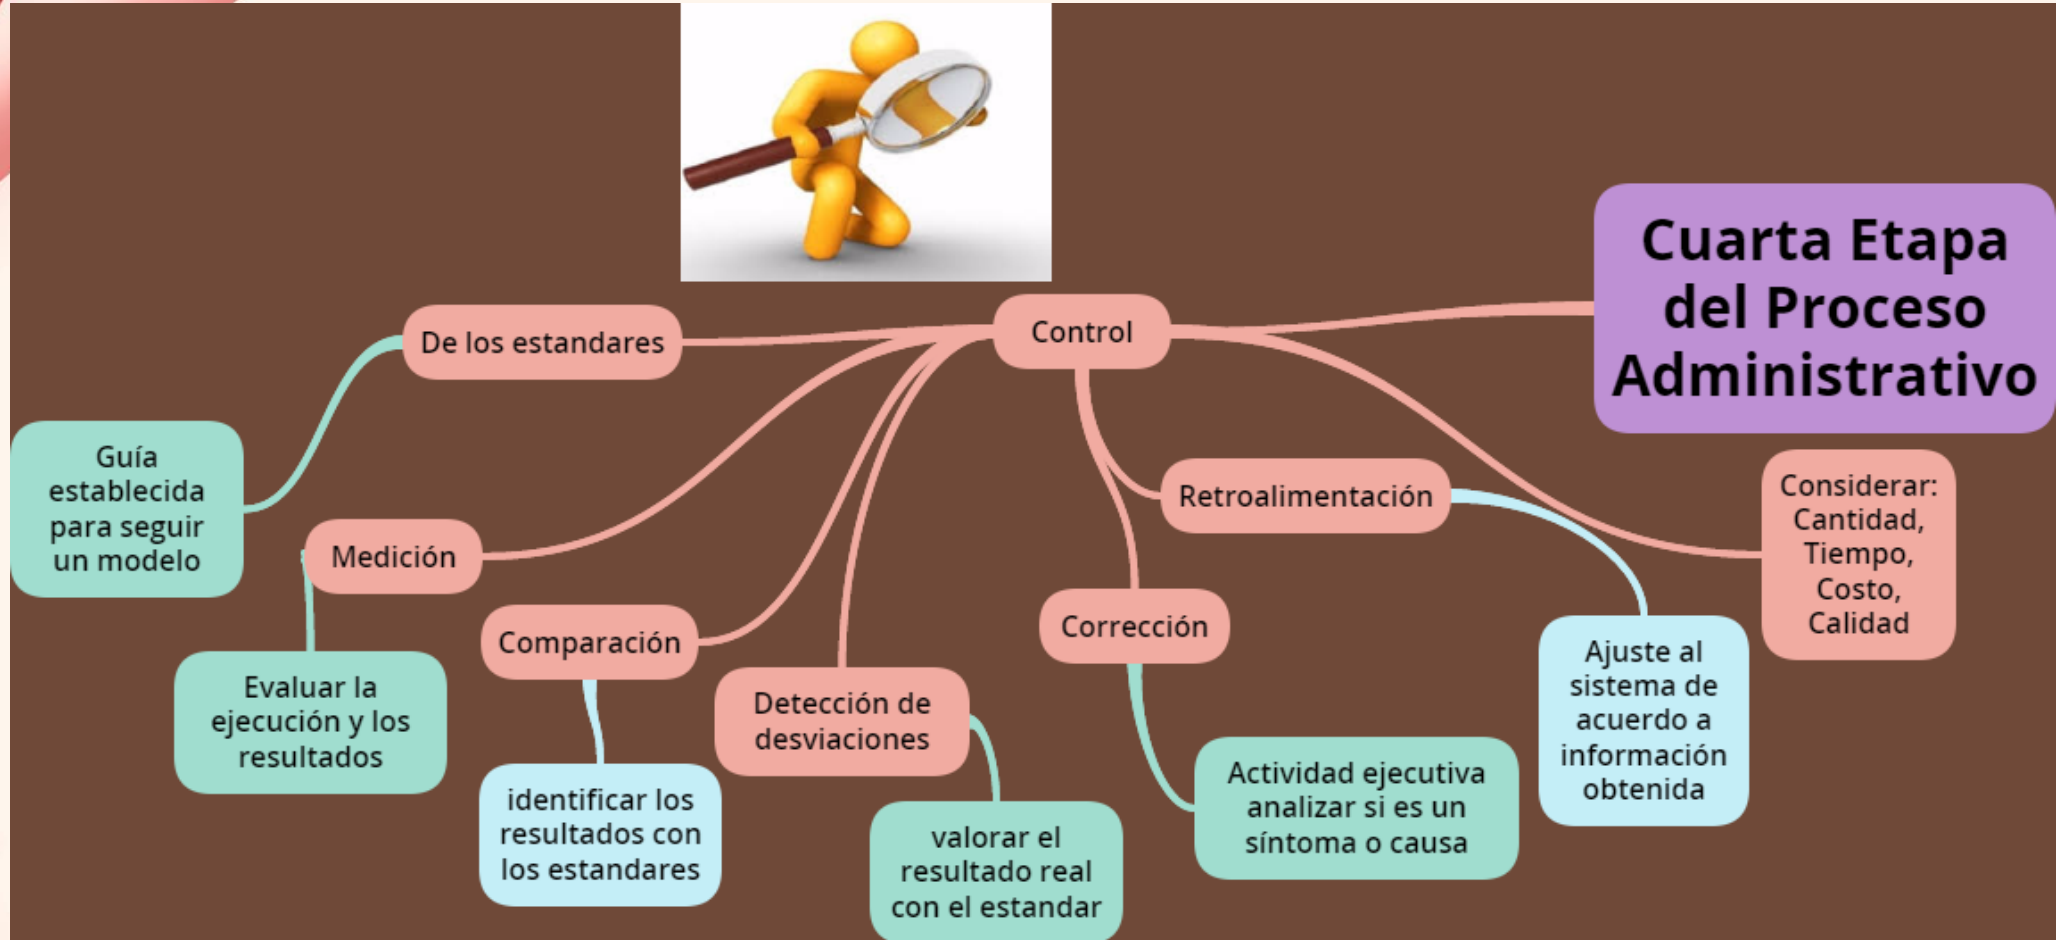 Cuarta Etapa
del Proceso
Administrativo
Control
De los estandares
Guía
establecida
para seguir
un modelo
Medición
Evaluar la
ejecución y los
resultados
Comparación
identificar los
resultados con
los estandares
Detección de
desviaciones
valorar el
resultado real
con el estandar
Corrección
Actividad ejecutiva
analizar si es un
síntoma o causa
Retroalimentación
Ajuste al
sistema de
acuerdo a
información
obtenida
Considerar:
Cantidad,
Tiempo,
Costo,
Calidad